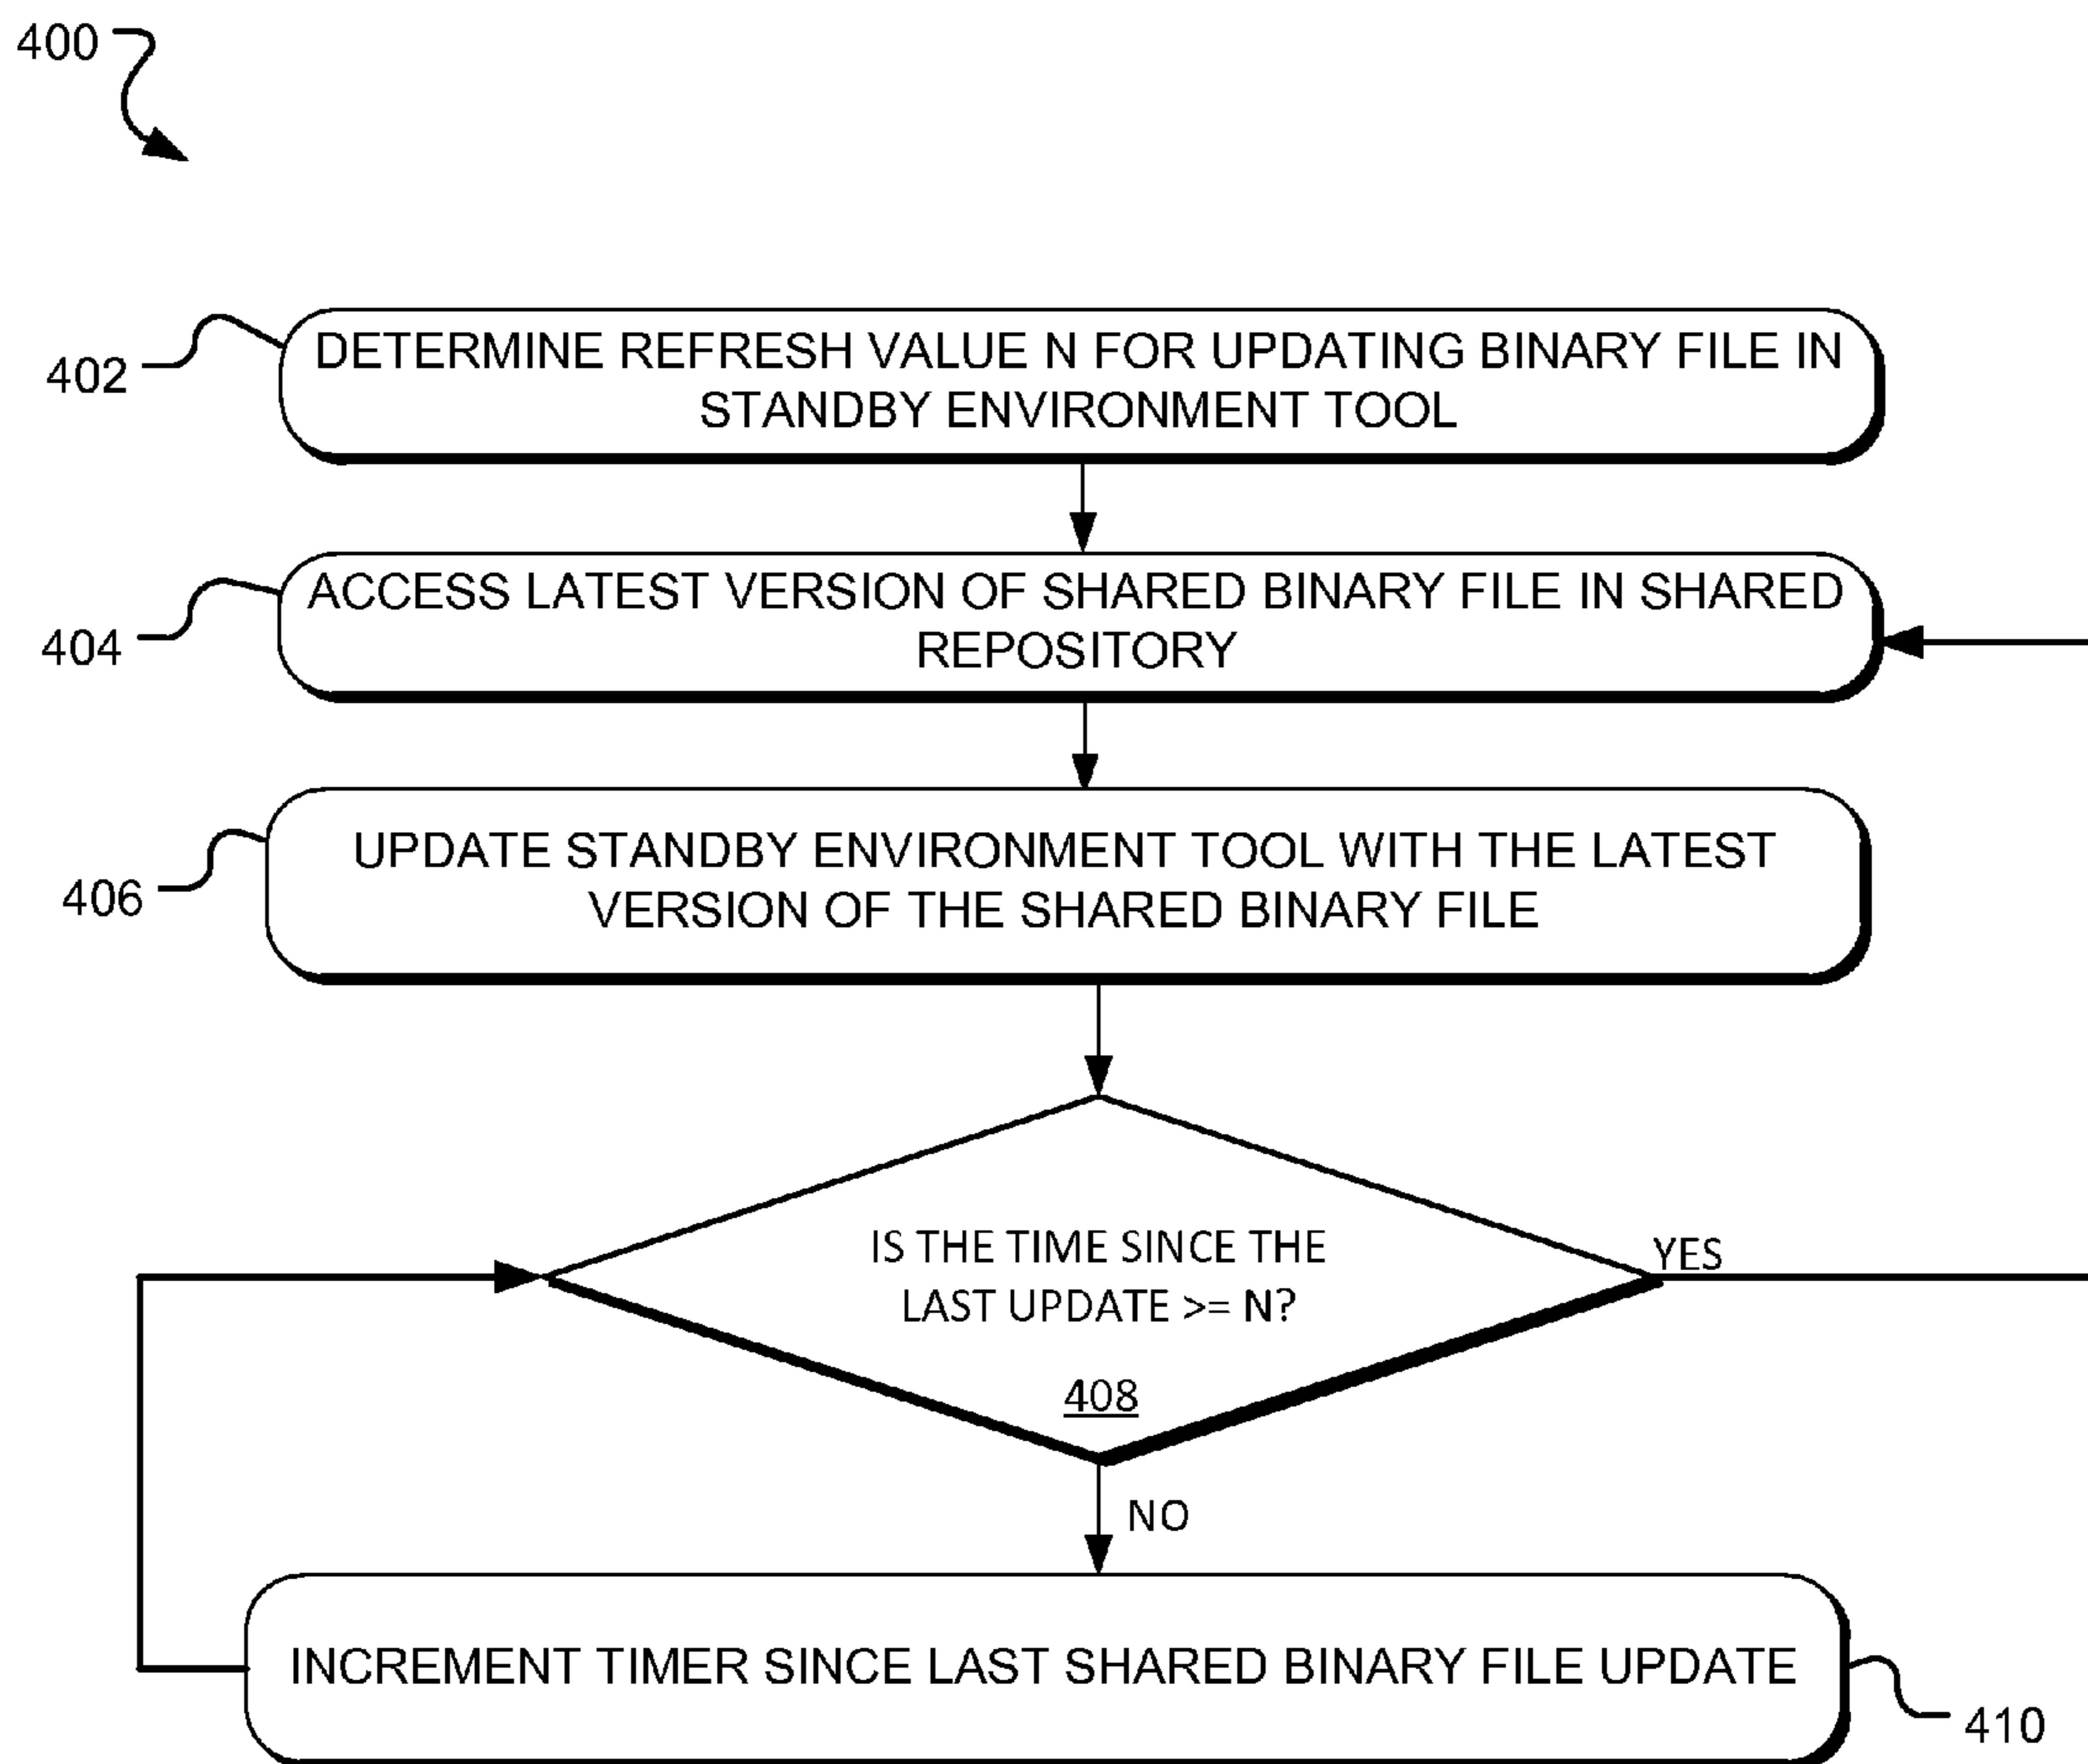 400
402
DETERMINE REFRESH VALUE N FOR UPDATING BINARY FILE IN
STANDBY ENVIRONMENT TOOL
404
ACCESS LATEST VERSION OF SHARED BINARY FILE IN SHARED
REPOSITORY
406
UPDATE STANDBY ENVIRONMENT TOOL WITH THE LATEST
VERSION OF THE SHARED BINARY FILE
IS THE TIME SINCE THE
LAST UPDATE >= N?
408
YES
NO
INCREMENT TIMER SINCE LAST SHARED BINARY FILE UPDATE
410